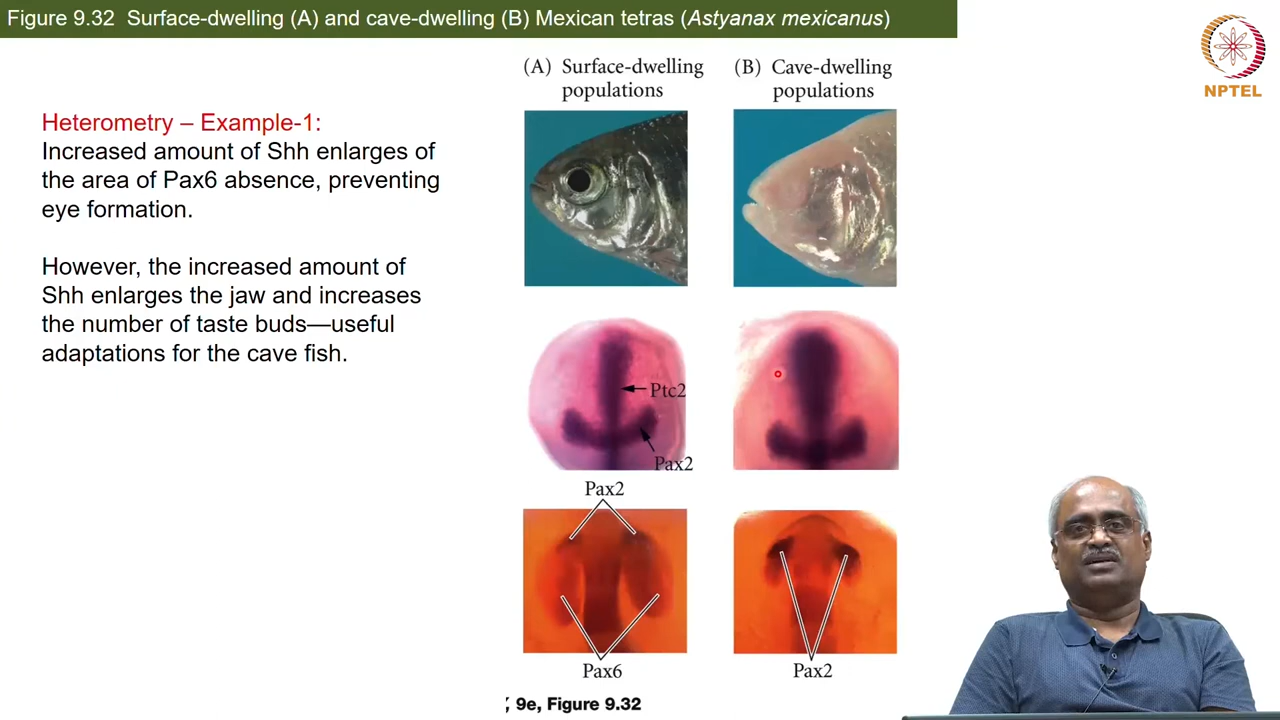 Figure 9.32 Surface-dwelling (A) and cave-dwelling (B) Mexican tetras (Astyanax mexicanus)
NPTEL
Heterometry – Example-1:
Increased amount of Shh enlarges of
the area of Pax6 absence, preventing
eye formation.
However, the increased amount of
Shh enlarges the jaw and increases
the number of taste buds—useful
adaptations for the cave fish.
(A) Surface-dwelling
populations
(B) Cave-dwelling
populations
Ptc2
Pax2
Pax2
Pax6
Pax2
, 9e, Figure 9.32